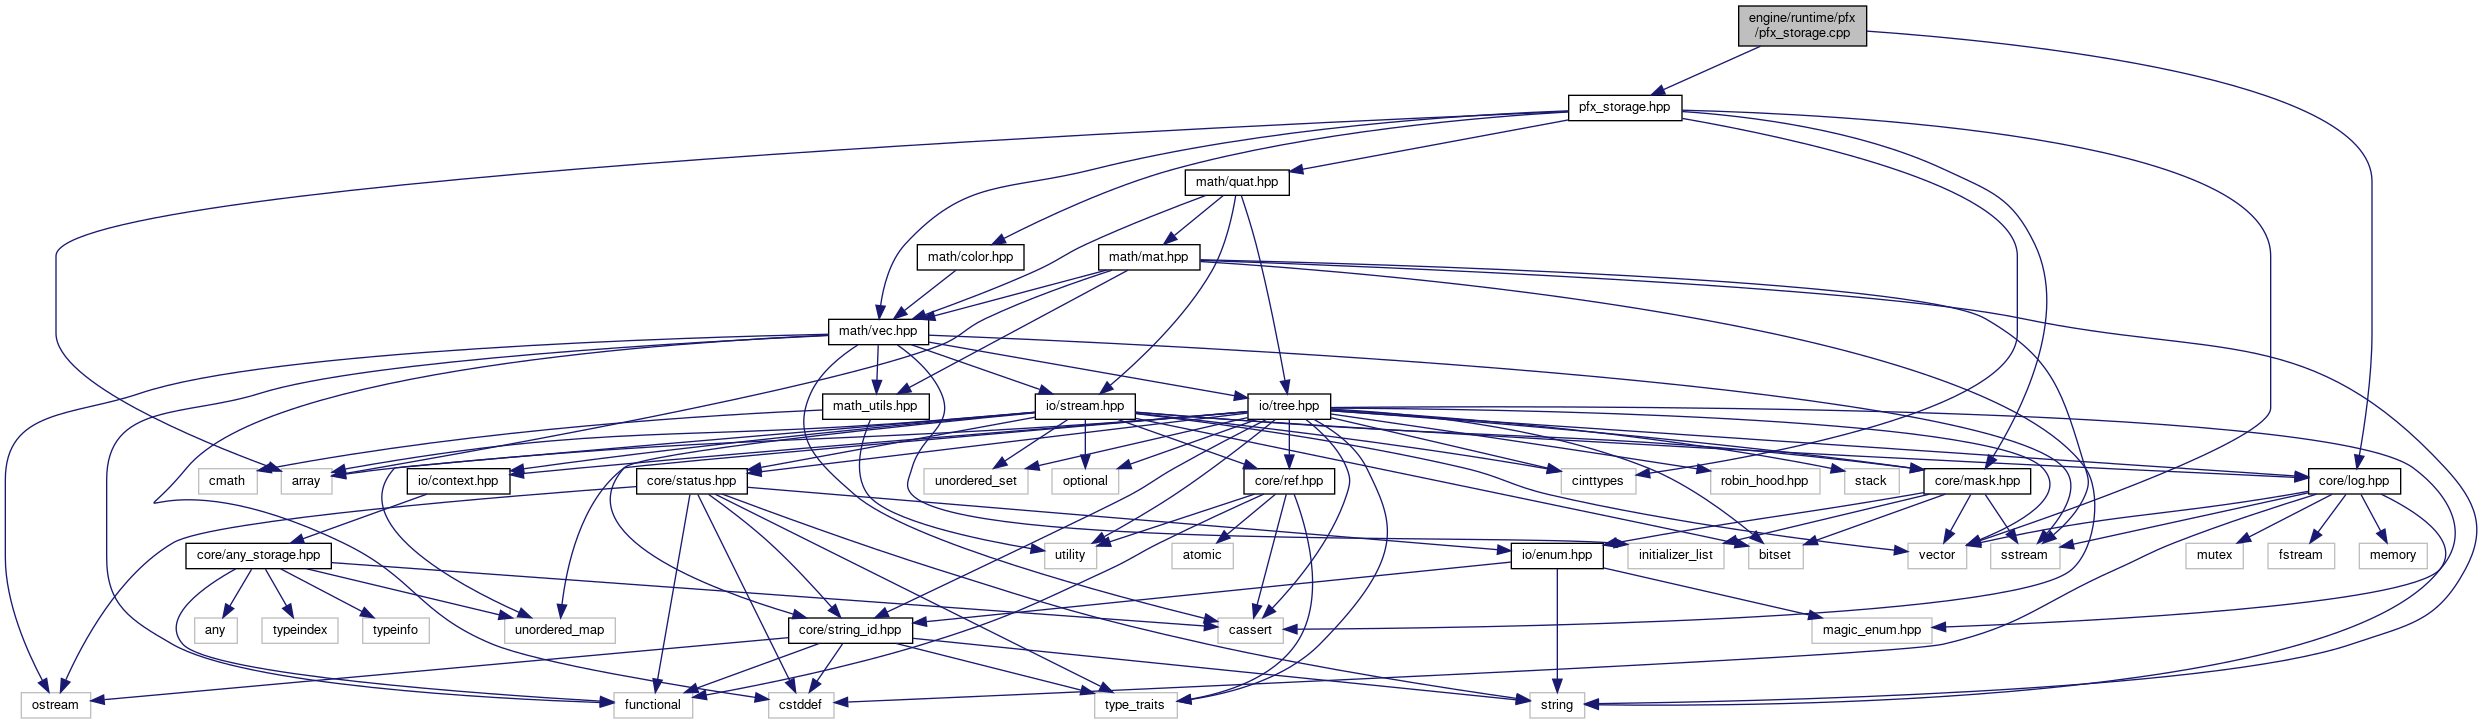 engine/runtime/pfx
/pfx_storage.cpp
pfx_storage.hpp
math/quat.hpp
math/color.hpp
math/mat.hpp
math/vec.hpp
math_utils.hpp
io/stream.hpp
io/tree.hpp
cmath
array
io/context.hpp
core/status.hpp
unordered_set
optional
core/ref.hpp
cinttypes
robin_hood.hpp
stack
core/mask.hpp
core/log.hpp
core/any_storage.hpp
utility
atomic
io/enum.hpp
initializer_list
bitset
vector
sstream
mutex
fstream
memory
any
typeindex
typeinfo
unordered_map
core/string_id.hpp
cassert
magic_enum.hpp
ostream
functional
cstddef
type_traits
string